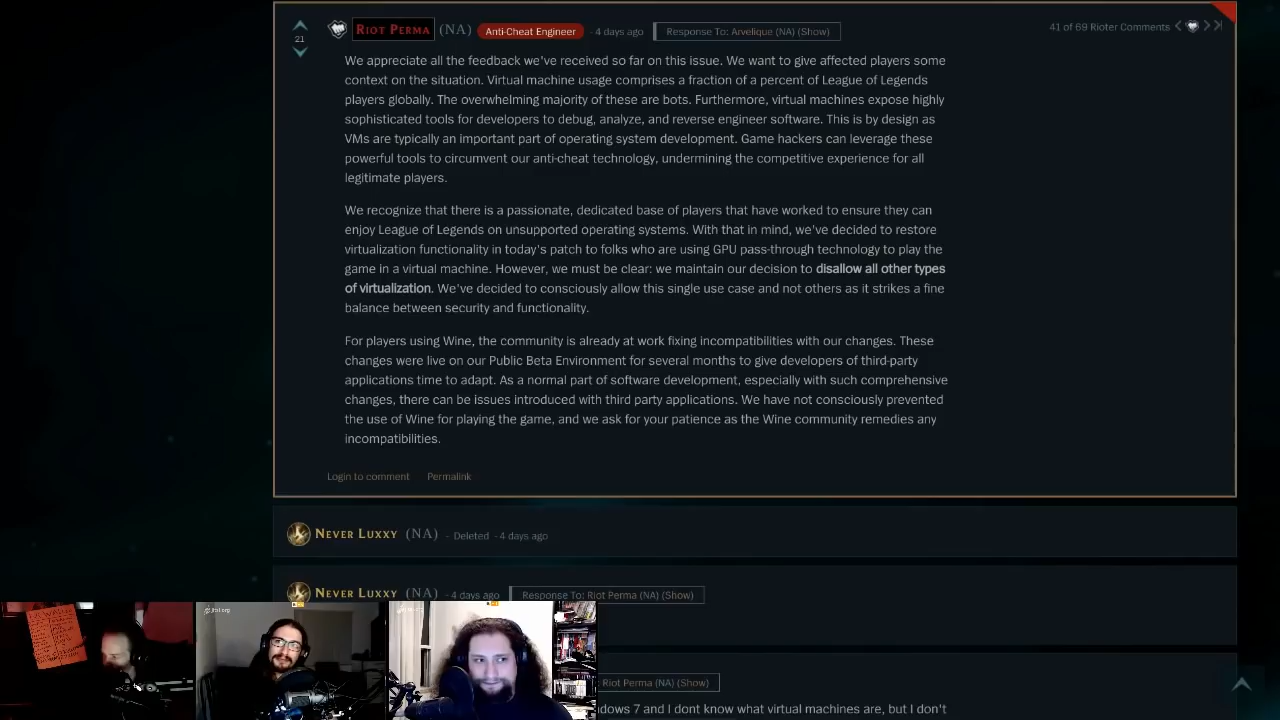 RIOT PERMA (NA) Anti-Cheat Engineer - 4 days ago Response To: Arvelique (NA) (Show) 41 of 69 Rioter Comments
21
We appreciate all the feedback we've received so far on this issue. We want to give affected players some
context on the situation. Virtual machine usage comprises a fraction of a percent of League of Legends
players globally. The overwhelming majority of these are bots. Furthermore, virtual machines expose highly
sophisticated tools for developers to debug, analyze, and reverse engineer software. This is by design as
VMs are typically an important part of operating system development. Game hackers can leverage these
powerful tools to circumvent our anti-cheat technology, undermining the competitive experience for all
legitimate players.
We recognize that there is a passionate, dedicated base of players that have worked to ensure they can
enjoy League of Legends on unsupported operating systems. With that in mind, we've decided to restore
virtualization functionality in today's patch to folks who are using GPU pass-through technology to play the
game in a virtual machine. However, we must be clear: we maintain our decision to disallow all other types
of virtualization. We've decided to consciously allow this single use case and not others as it strikes a fine
balance between security and functionality.
For players using Wine, the community is already at work fixing incompatibilities with our changes. These
changes were live on our Public Beta Environment for several months to give developers of third-party
applications time to adapt. As a normal part of software development, especially with such comprehensive
changes, there can be issues introduced with third party applications. We have not consciously prevented
the use of Wine for playing the game, and we ask for your patience as the Wine community remedies any
incompatibilities.
Login to comment Permalink
NEVER LUXXY (NA) - Deleted - 4 days ago
NEVER LUXXY (NA) - 4 days ago Response To: Riot Perma (NA) (Show)
Riot Perma (NA) (Show)
dows 7 and I dont know what virtual machines are, but I don't